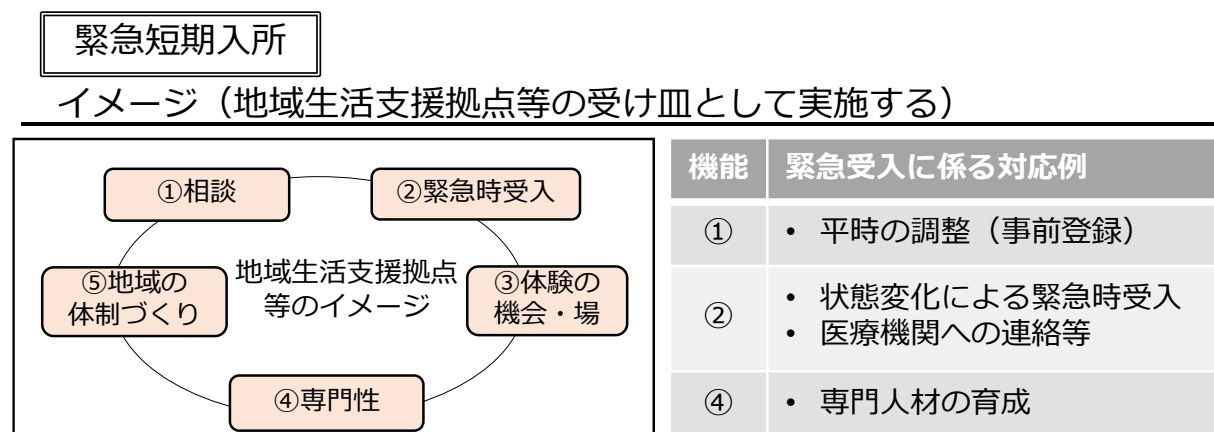 緊急短期入所
イメージ（地域生活支援拠点等の受け皿として実施する）
①相談
②緊急時受入
⑤地域の
体制づくり
地域生活支援拠点
等のイメージ
③体験の
機会・場
④専門性
機能 緊急受入に係る対応例
① • 平時の調整（事前登録）
② • 状態変化による緊急時受入
• 医療機関への連絡等
④ • 専門人材の育成